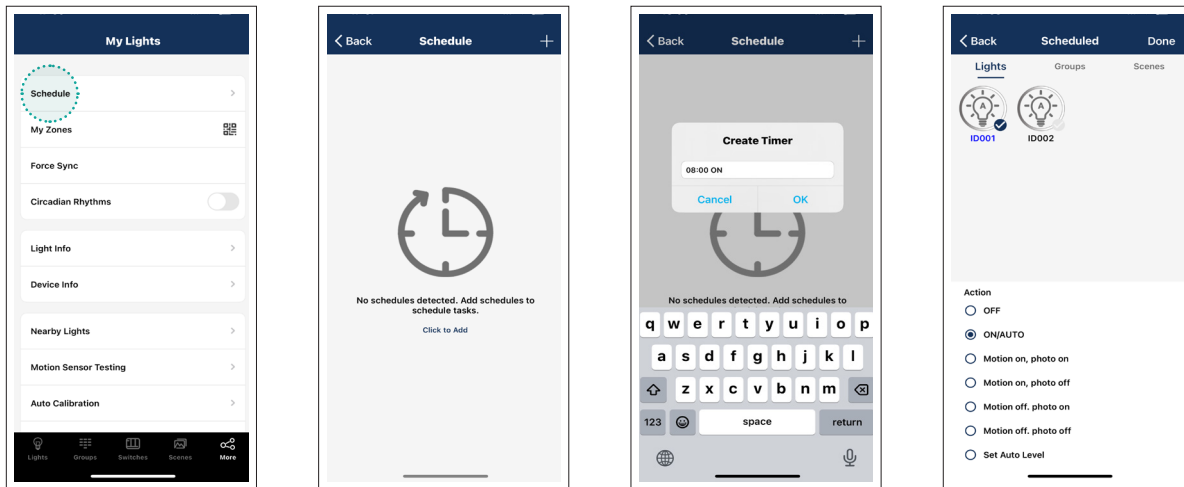 My Lights
Schedule
My Zones
Force Sync
Circadian Rhythms
Light Info
Device Info
Nearby Lights
Motion Sensor Testing
Auto Calibration
Lights Groups Switches Scenes More
Back Schedule
No schedules detected. Add schedules to
schedule tasks.
Click to Add
Back Schedule
Create Timer
08:00 ON
Cancel OK
No schedules detected. Add schedules to
q w e r t y u i o p
a s d f g h j k l
z x c v b n m
123 space return
Back Scheduled Done
Lights Groups Scenes
A A
ID001 ID002
Action
OFF
ON/AUTO
Motion on, photo on
Motion on, photo off
Motion off. photo on
Motion off. photo off
Set Auto Level